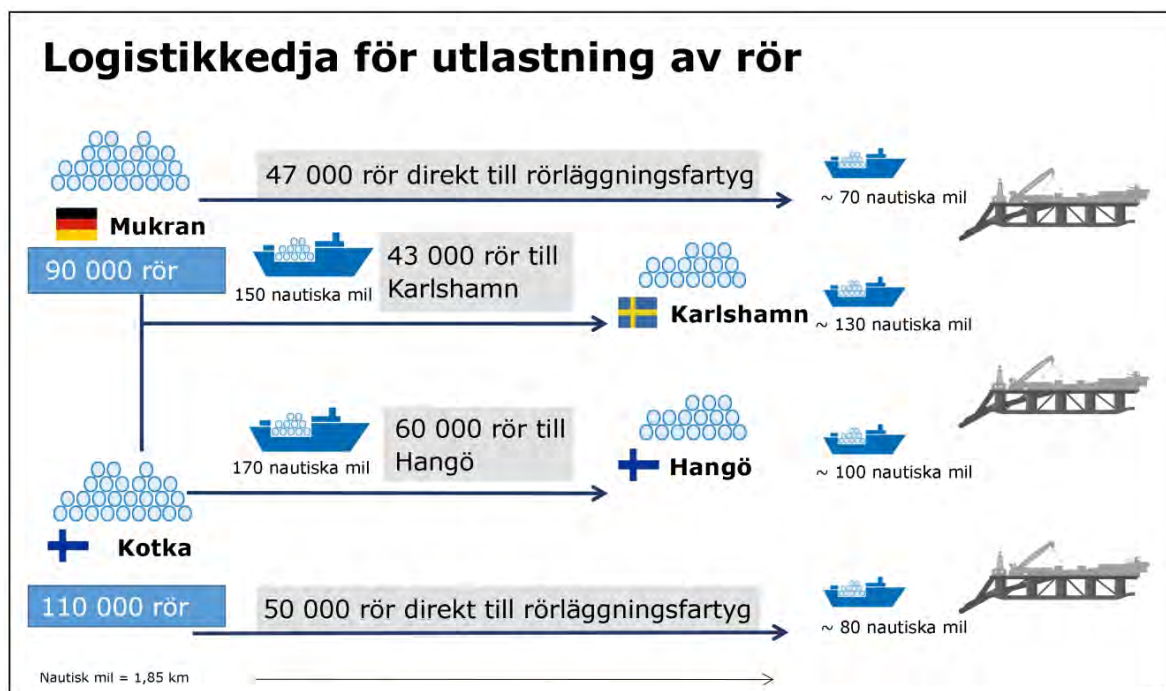 Logistikkedja för utlastning av rör
47 000 rör direkt till rörläggningsfartyg
~ 70 nautiska mil
Mukran
90 000 rör
150 nautiska mil
43 000 rör till
Karlshamn
Karlshamn
~ 130 nautiska mil
170 nautiska mil
60 000 rör till
Hangö
Hangö
~ 100 nautiska mil
Kotka
110 000 rör
50 000 rör direkt till rörläggningsfartyg
~ 80 nautiska mil
Nautisk mil = 1,85 km